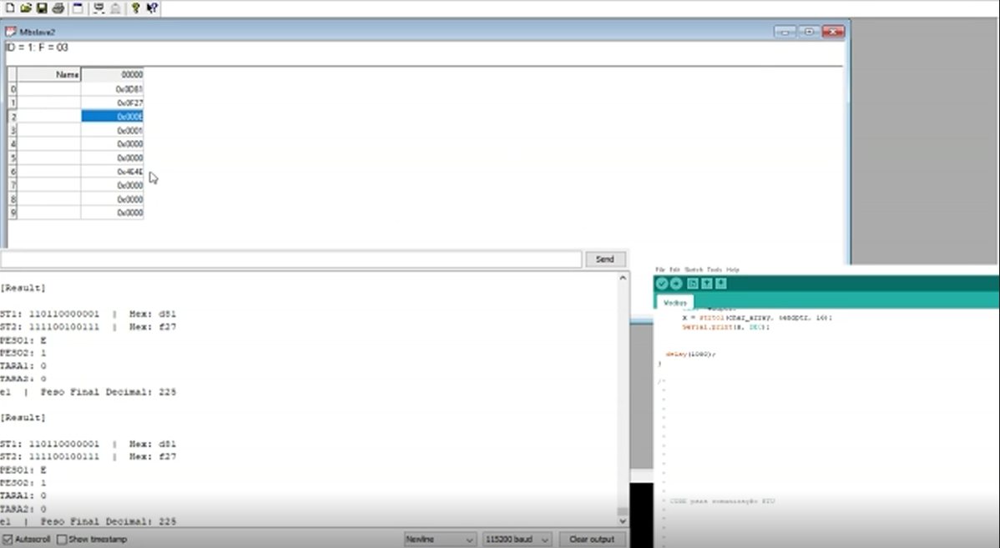 Mbslave2
ID = 1: F = 03
Name 00000
0 0x0D81
1 0x0F27
2 0x000E
3 0x0001
4 0x0000
5 0x0000
6 0x4E4E
7 0x0000
8 0x0000
9 0x0000
Send
[Result]
ST1: 110110000001 | Hex: d81
ST2: 111100100111 | Hex: f27
PESO1: E
PESO2: 1
TARA1: 0
TARA2: 0
e1 | Peso Final Decimal: 225
[Result]
ST1: 110110000001 | Hex: d81
ST2: 111100100111 | Hex: f27
PESO1: E
PESO2: 1
TARA1: 0
TARA2: 0
e1 | Peso Final Decimal: 225
Autoscroll Show timestamp Newline 115200 baud Clear output
File Edit Sketch Tools Help
Modbus
x = strtol(char_array, &endptr, 16);
Serial.print(x, DEC);
delay(1000);
}
/*
CODE para comunicação RTU